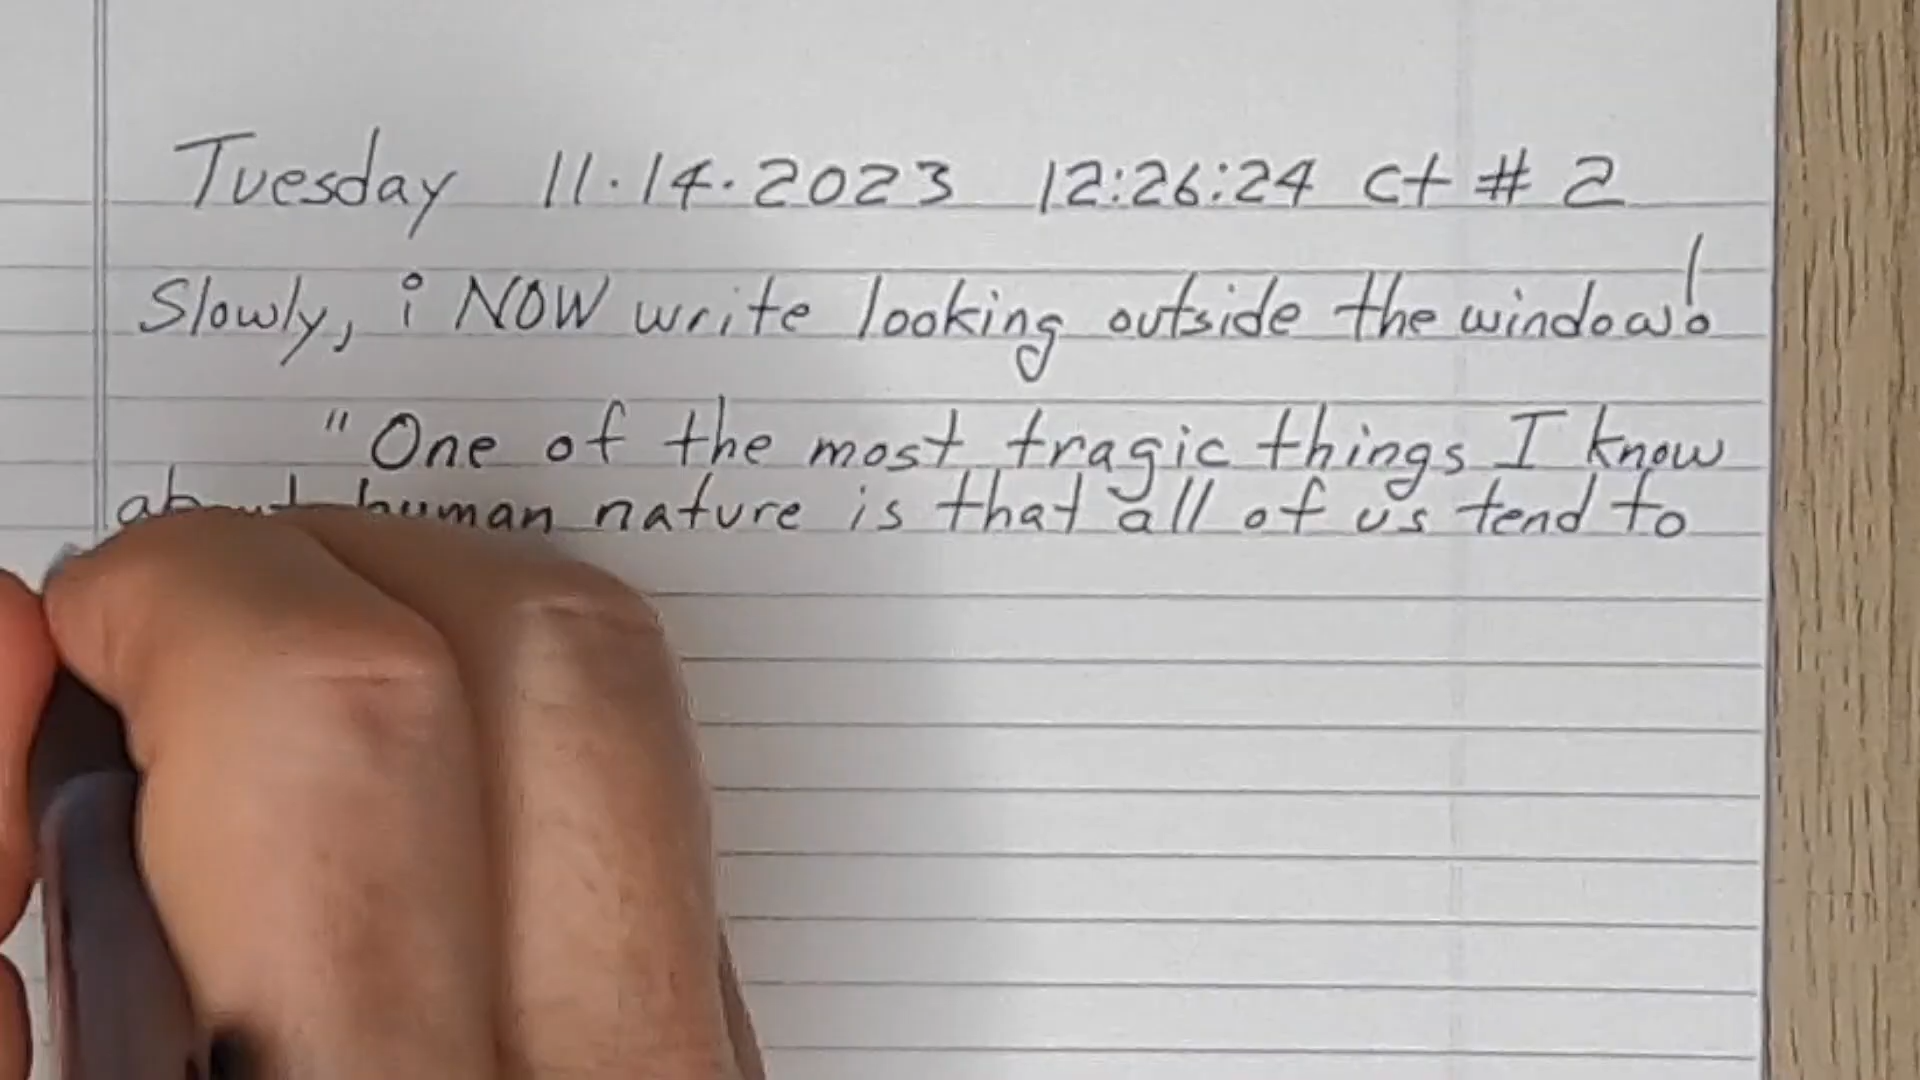 Tuesday 11.14.2023 12:26:24 ct # 2
Slowly, i NOW write looking outside the window!
"One of the most tragic things I know
about human nature is that all of us tend to